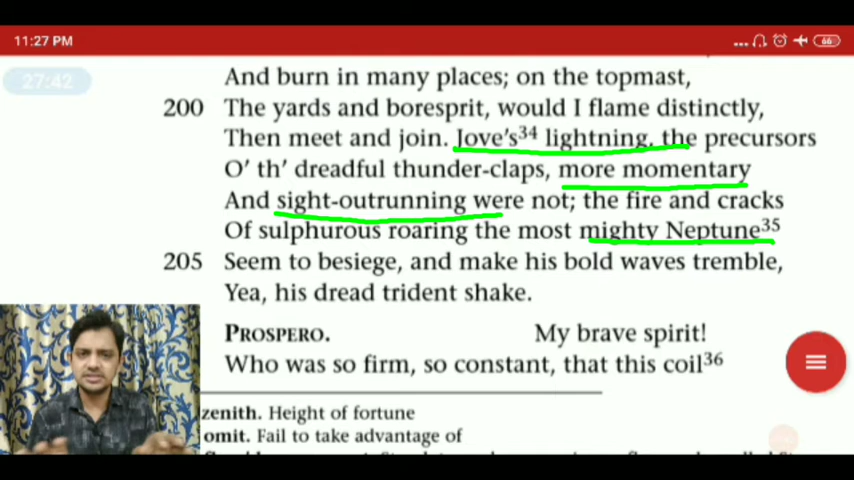 11:27 PM
66
27:42
And burn in many places; on the topmast,
200 The yards and boresprit, would I flame distinctly,
Then meet and join. Jove's34 lightning, the precursors
O' th' dreadful thunder-claps, more momentary
And sight-outrunning were not; the fire and cracks
Of sulphurous roaring the most mighty Neptune35
205 Seem to besiege, and make his bold waves tremble,
Yea, his dread trident shake.
PROSPERO. My brave spirit!
Who was so firm, so constant, that this coil36
zenith. Height of fortune
omit. Fail to take advantage of